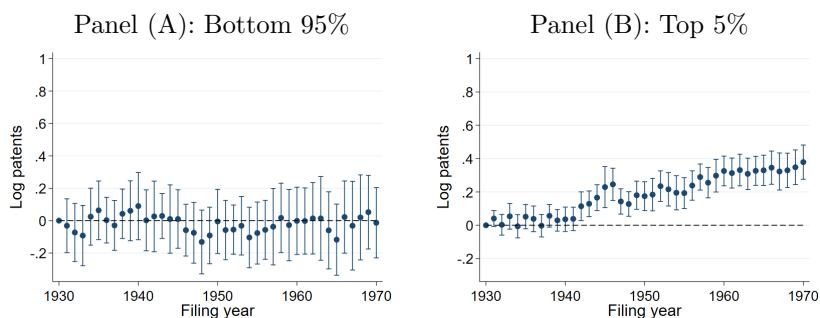 Panel (A): Bottom 95%
1
.8
.6
.4
.2
0
-.2
Log patents
1930 1940 1950 1960 1970
Filing year
Panel (B): Top 5%
1
.8
.6
.4
.2
0
-.2
Log patents
1930 1940 1950 1960 1970
Filing year